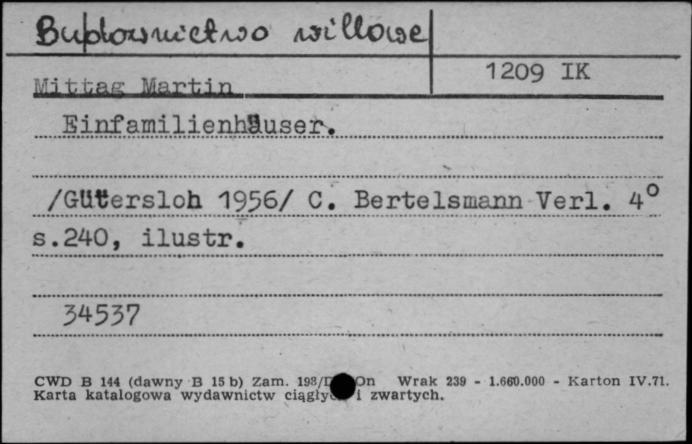 Budownictwo willowe
1209 IK
Mittag Martin
Einfamilienhäuser.
/Gütersloh 1956/ C. Bertelsmann Verl. 4°
s.240, ilustr.
34537
CWD B 144 (dawny B 15 b) Zam. 198/ On Wrak 239 - 1.660.000 - Karton IV.71.
Karta katalogowa wydawnictw i zwartych.